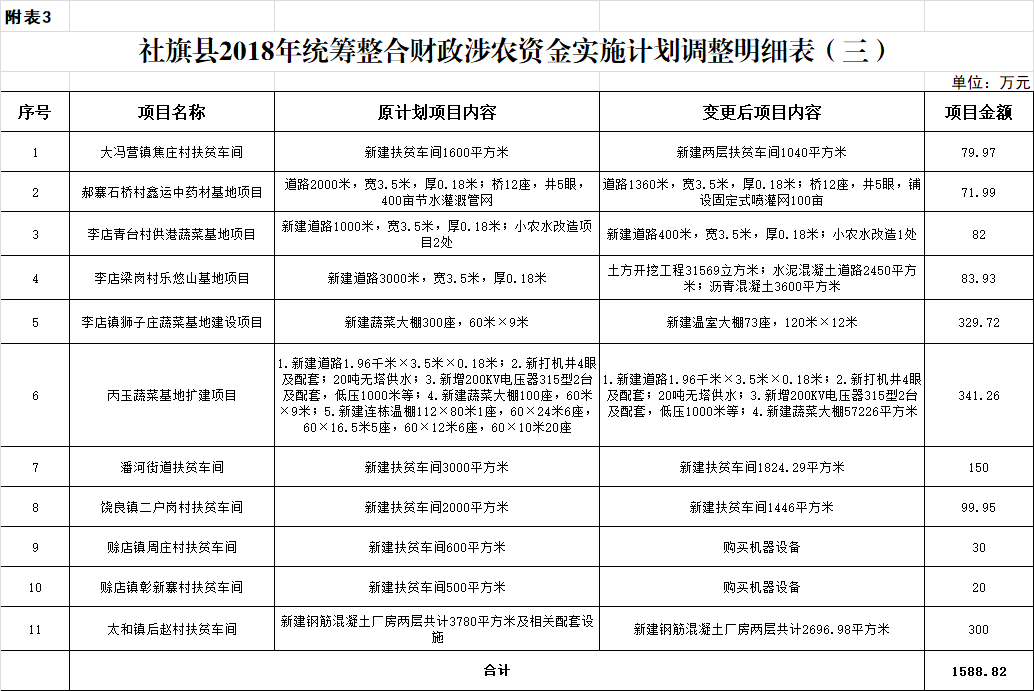 附表3
社旗县2018年统筹整合财政涉农资金实施计划调整明细表（三）
单位：万元
序号 项目名称 原计划项目内容 变更后项目内容 项目金额
1 大冯营镇焦庄村扶贫车间 新建扶贫车间1600平方米 新建两层扶贫车间1040平方米 79.97
2 郝寨石桥村鑫运中药材基地项目 道路2000米，宽3.5米，厚0.18米；桥12座，井5眼，
400亩节水灌溉管网
道路1360米，宽3.5米，厚0.18米；桥12座，井5眼，铺
设固定式喷灌网100亩
71.99
3 李店青台村供港蔬菜基地项目 新建道路1000米，宽3.5米，厚0.18米；小农水改造项
目2处
新建道路400米，宽3.5米，厚0.18米；小农水改造1处 82
4 李店梁岗村乐悠山基地项目 新建道路3000米，宽3.5米，厚0.18米
土方开挖工程31569立方米；水泥混凝土道路2450平方
米；沥青混凝土3600平方米
83.93
5 李店镇狮子庄蔬菜基地建设项目 新建蔬菜大棚300座，60米×9米 新建温室大棚73座，120米×12米 329.72
6 丙玉蔬菜基地扩建项目
1.新建道路1.96千米×3.5米×0.18米；2.新打机井4眼
及配套；20吨无塔供水；3.新增200KV电压器315型2台
及配套，低压1000米等；4.新建蔬菜大棚100座，60米
×9米；5.新建连栋温棚112×80米1座，60×24米6座，
60×16.5米5座，60×12米6座，60×10米20座
1.新建道路1.96千米×3.5米×0.18米；2.新打机井4眼
及配套；20吨无塔供水；3.新增200KV电压器315型2台
及配套，低压1000米等；4.新建蔬菜大棚57226平方米
341.26
7 潘河街道扶贫车间 新建扶贫车间3000平方米 新建扶贫车间1824.29平方米 150
8 饶良镇二户岗村扶贫车间 新建扶贫车间2000平方米 新建扶贫车间1446平方米 99.95
9 赊店镇周庄村扶贫车间 新建扶贫车间600平方米 购买机器设备 30
10 赊店镇彰新寨村扶贫车间 新建扶贫车间500平方米 购买机器设备 20
11 太和镇后赵村扶贫车间 新建钢筋混凝土厂房两层共计3780平方米及相关配套设
施
新建钢筋混凝土厂房两层共计2696.98平方米 300
合计 1588.82